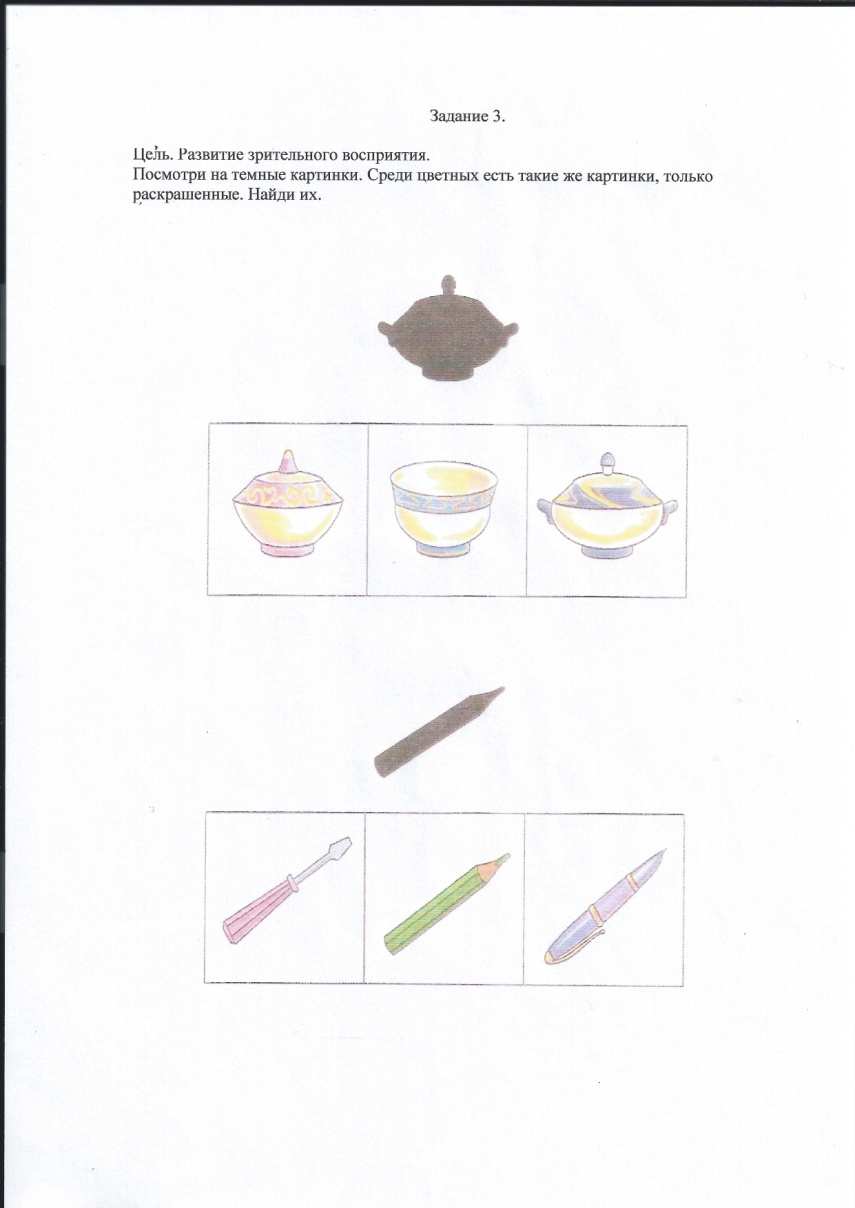 Задание 3.
Цель. Развитие зрительного восприятия.
Посмотри на темные картинки. Среди цветных есть такие же картинки, только
раскрашенные. Найди их.